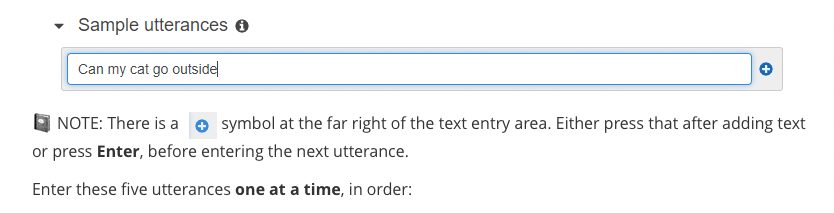 Sample utterances
Can my cat go outside
NOTE: There is a symbol at the far right of the text entry area. Either press that after adding text
or press Enter, before entering the next utterance.
Enter these five utterances one at a time, in order: